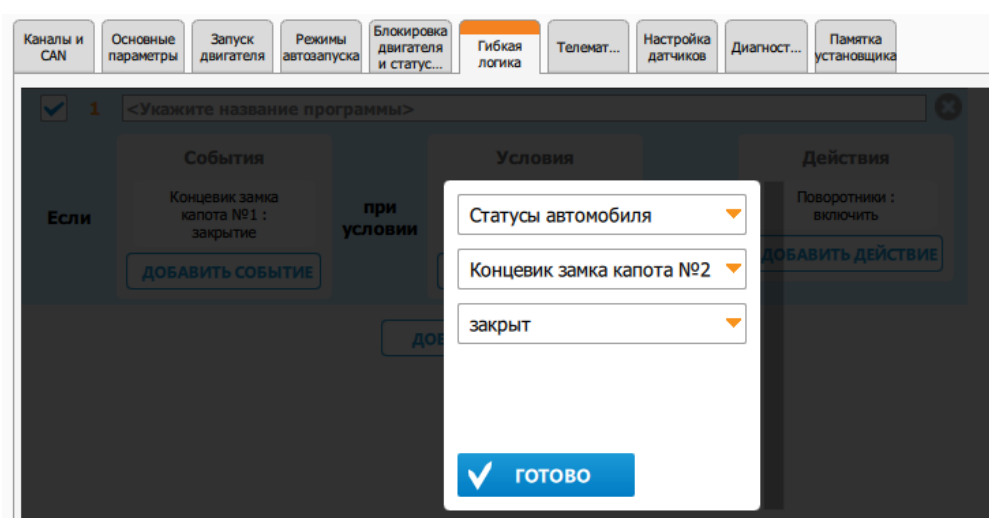 Каналы и
CAN
Основные
параметры
Запуск
двигателя
Режимы
автозапуска
Блокировка
двигателя
и статус...
Гибкая
логика
Телемат...
Настройка
датчиков
Диагност...
Памятка
установщика
1 <Укажите название программы>
События
Условия
Действия
Если
Концевик замка
капота №1 :
закрытие
при
условии
Поворотники :
включить
ДОБАВИТЬ СОБЫТИЕ
ДОБАВИТЬ ДЕЙСТВИЕ
Статусы автомобиля
Концевик замка капота №2
закрыт
ГОТОВО